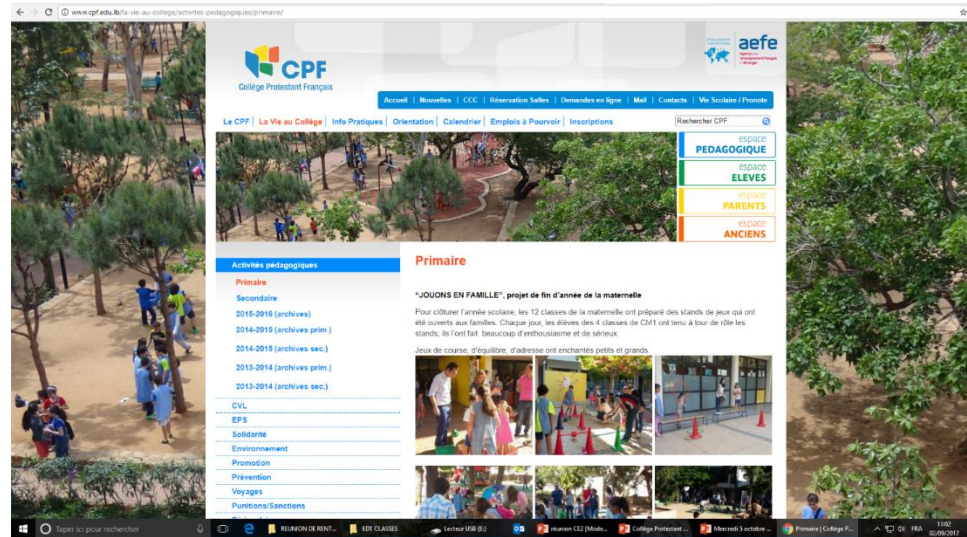 www.cpf.edu.lb/la-vie-au-college/activites-pedagogiques/primaire/
CPF
Collège Protestant Français
aefe
Accueil | Nouvelles | CCC | Réservation Salles | Demandes en ligne | Mail | Contacts | Vie Scolaire / Pronote
Le CPF | La Vie au Collège | Info Pratiques | Orientation | Calendrier | Emplois à Pourvoir | Inscriptions
Rechercher CPF
espace
PEDAGOGIQUE
espace
ELEVES
espace
PARENTS
espace
ANCIENS
Activités pédagogiques
Primaire
Secondaire
2015-2016 (archives)
2014-2015 (archives prim.)
2014-2015 (archives sec.)
2013-2014 (archives prim.)
2013-2014 (archives sec.)
CVL
EPS
Solidarité
Environnement
Promotion
Prévention
Voyages
Punitions/Sanctions
Primaire
“JOUONS EN FAMILLE”, projet de fin d’année de la maternelle
Pour clôturer l’année scolaire, les 12 classes de la maternelle ont préparé des stands de jeux qui ont
été ouverts aux familles. Chaque jour, les élèves des 4 classes de CM1 ont tenu à tour de rôle les
stands; ils l’ont fait beaucoup d’enthousiasme et de sérieux.
Jeux de course, d’équilibre, d’adresse ont enchantés petits et grands.
Taper ici pour rechercher
REUNION DE RENT...
EDT CLASSES
Lecteur USB (E:)
réunion CE2 [Mode...
Collège Protestant ...
Mercredi 5 octobre ...
Primaire | Collège P...
FRA
11:02
02/09/2017